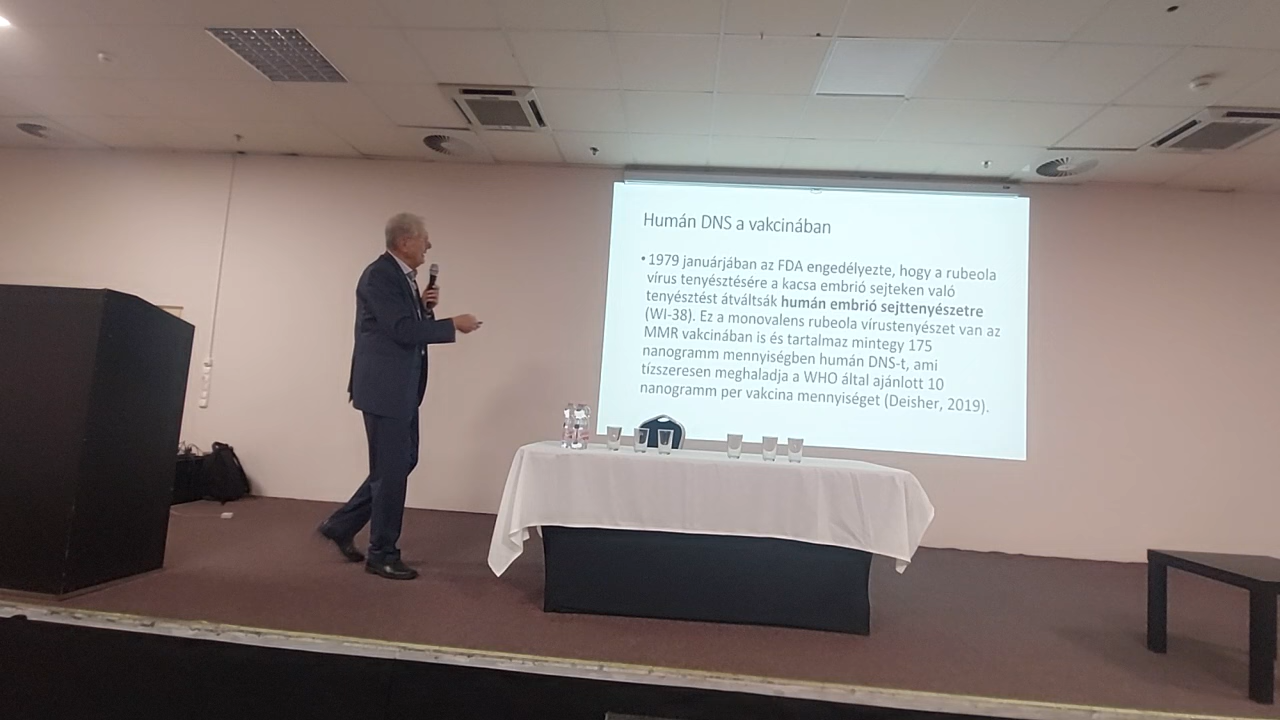 Humán DNS a vakcinában
• 1979 januárjában az FDA engedélyezte, hogy a rubeola
vírus tenyésztésére a kacsa embrió sejteken való
tenyésztést átváltsák humán embrió sejttenyészetre
(WI-38). Ez a monovalens rubeola vírustenyészet van az
MMR vakcinában is és tartalmaz mintegy 175
nanogramm mennyiségben humán DNS-t, ami
tízszeresen meghaladja a WHO által ajánlott 10
nanogramm per vakcina mennyiséget (Deisher, 2019).